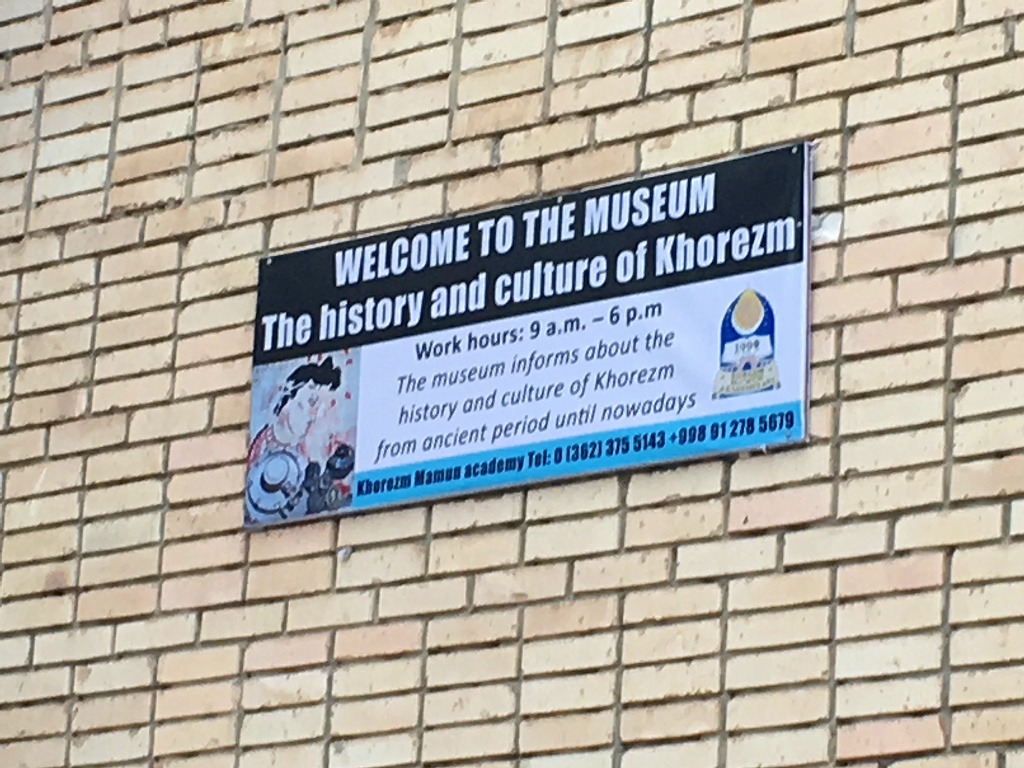 WELCOME TO THE MUSEUM
The history and culture of Khorezm
Work hours: 9 a.m. – 6 p.m
The museum informs about the
history and culture of Khorezm
from ancient period until nowadays
1999
Khorezm Mamun academy Tel: 0 (362) 375 5143 +998 91 278 5679